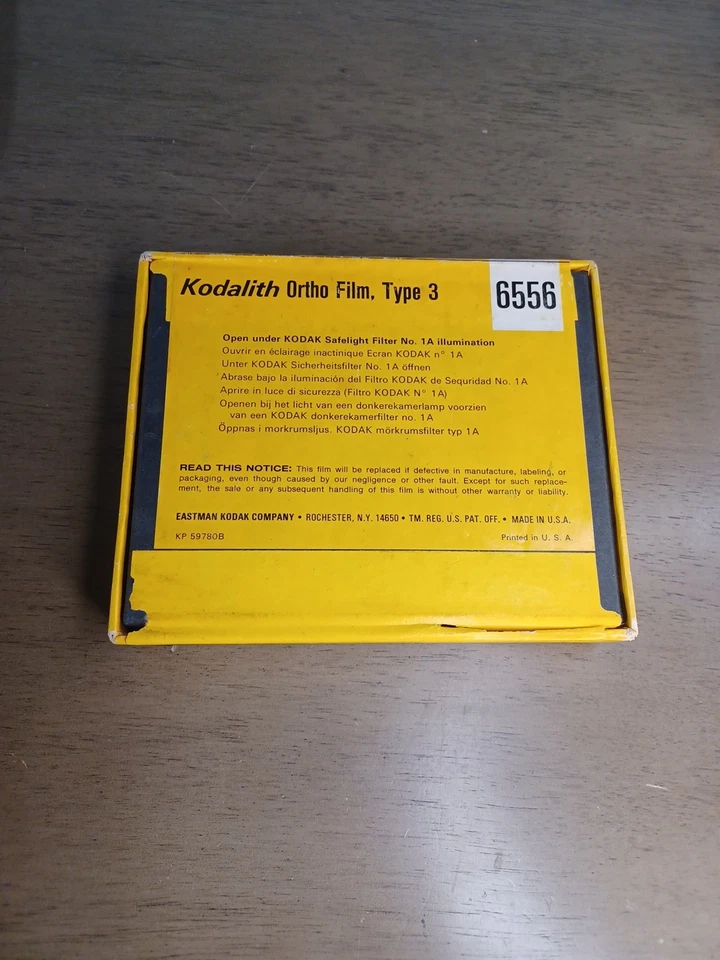 Kodalith Ortho Film, Type 3
6556
Open under KODAK Safelight Filter No. 1A illumination
Ouvrir en éclairage inactinique Ecran KODAK n° 1A
Unter KODAK Sicherheitsfilter No. 1A öffnen
Abrase bajo la iluminación del Filtro KODAK de Sequridad No. 1A
Aprire in luce di sicurezza (Filtro KODAK N° 1A)
Openen bij het licht van een donkerekamerlamp voorzien
van een KODAK donkerekamerfilter no. 1A
Öppnas i morkrumsljus. KODAK mörkrumsfilter typ 1A
READ THIS NOTICE: This film will be replaced if defective in manufacture, labeling, or
packaging, even though caused by our negligence or other fault. Except for such replace-
ment, the sale or any subsequent handling of this film is without other warranty or liability.
EASTMAN KODAK COMPANY • ROCHESTER, N.Y. 14650 • TM. REG. U.S. PAT. OFF. • MADE IN U.S.A.
KP 59780B
Printed in U. S. A.